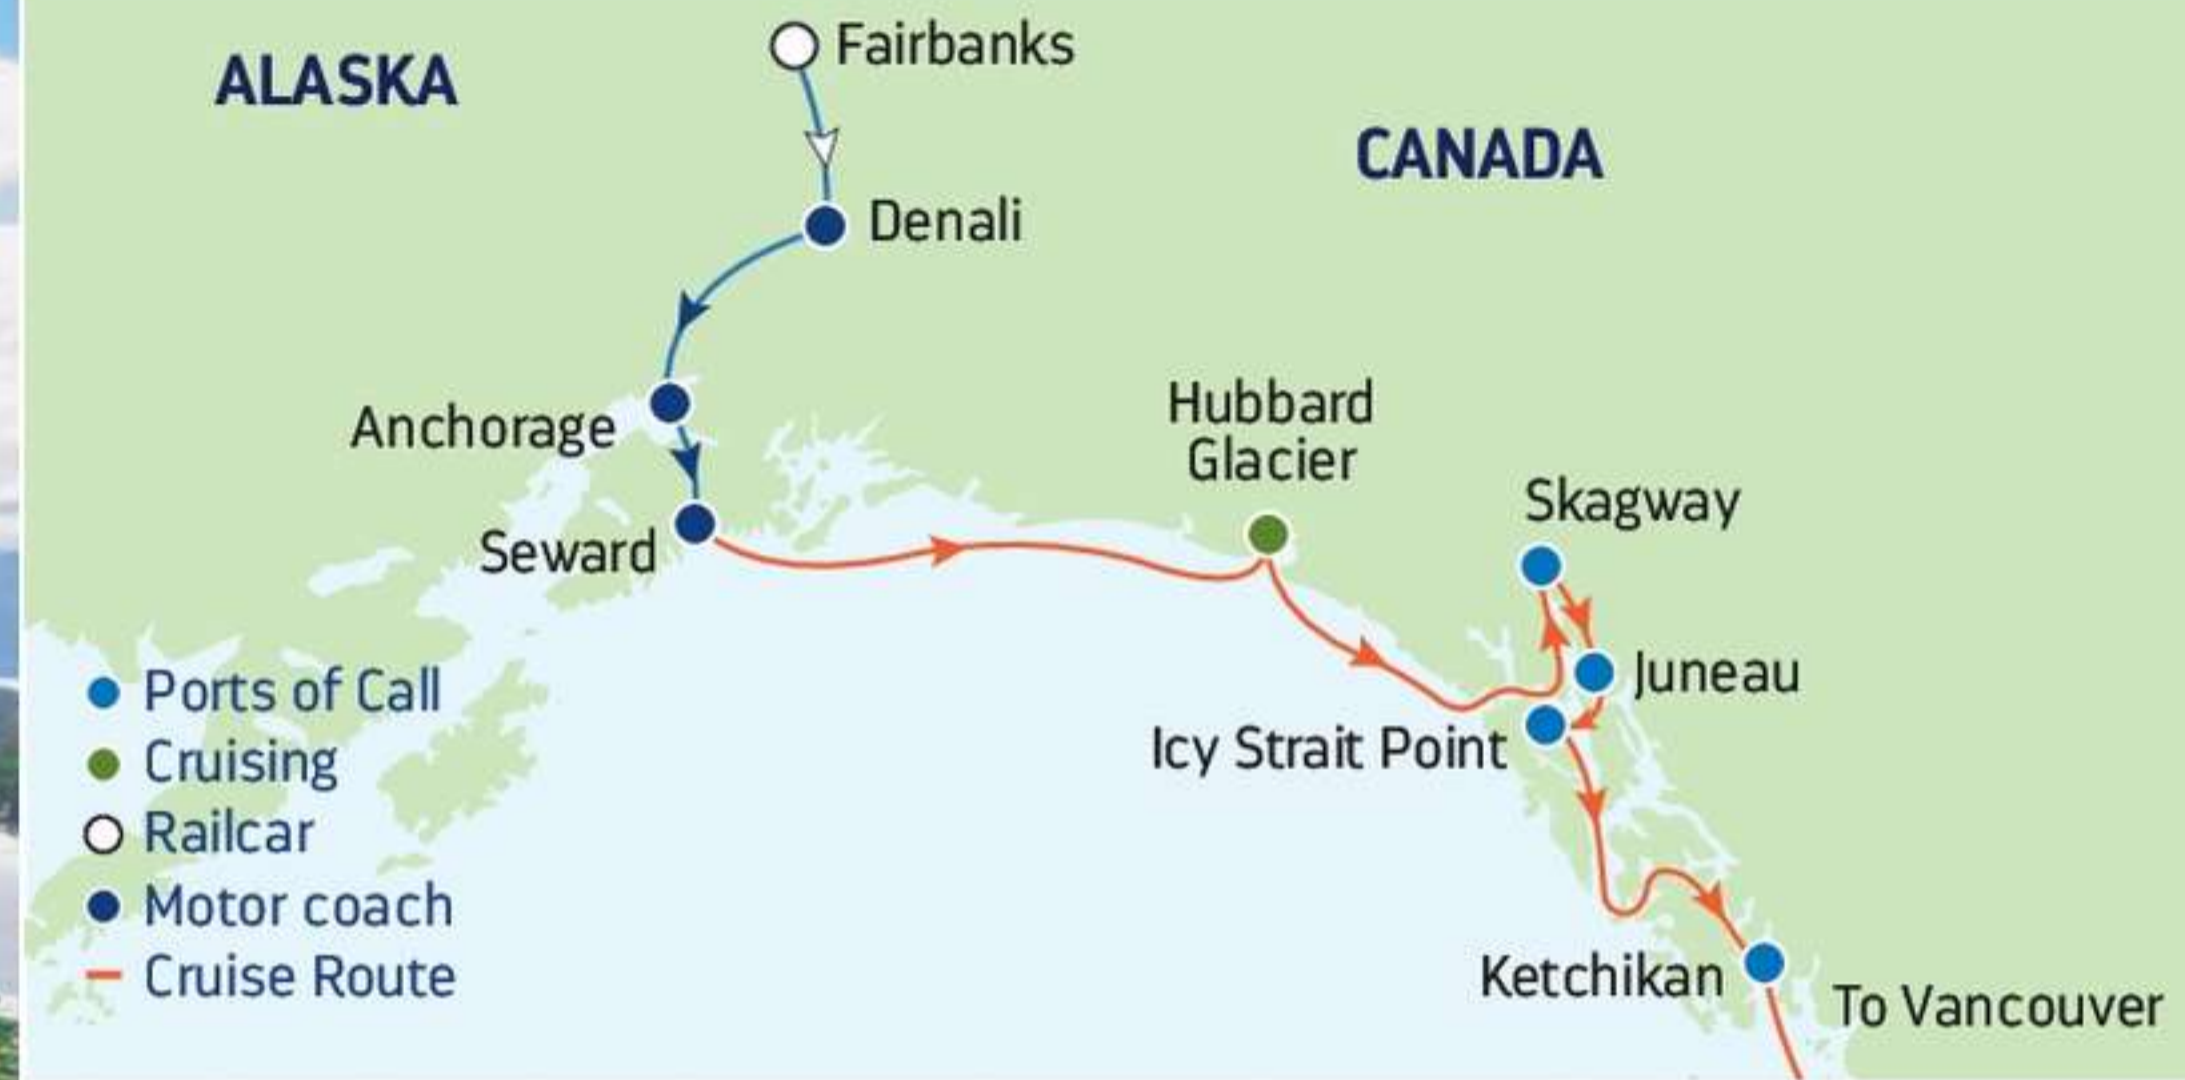 ALASKA
Fairbanks
CANADA
Denali
Anchorage
Hubbard
Glacier
Skagway
Seward
Juneau
Icy Strait Point
Ketchikan
To Vancouver
Ports of Call
Cruising
Railcar
Motor coach
Cruise Route